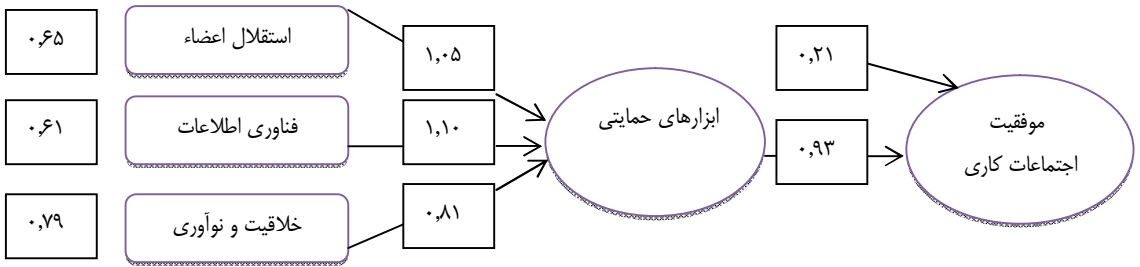 ۰,۶۵
استقلال اعضاء
۱,۰۵
۰,۲۱
ابزارهای حمایتی
موفقیت
اجتماعات کاری
۰,۶۱
فناوری اطلاعات
۱,۱۰
۰,۹۳
۰,۷۹
خلاقیت و نوآوری
۰,۸۱